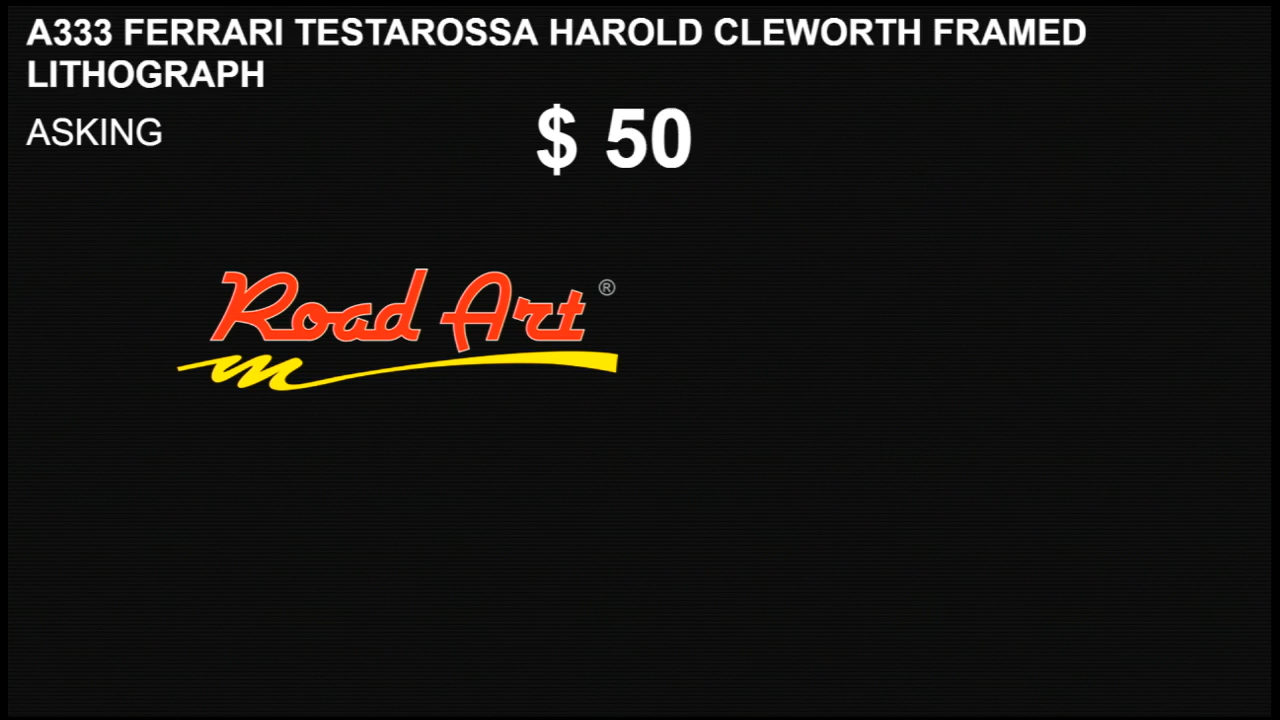 A333 FERRARI TESTAROSSA HAROLD CLEWORTH FRAMED
LITHOGRAPH
ASKING
$ 50
Road Art ®